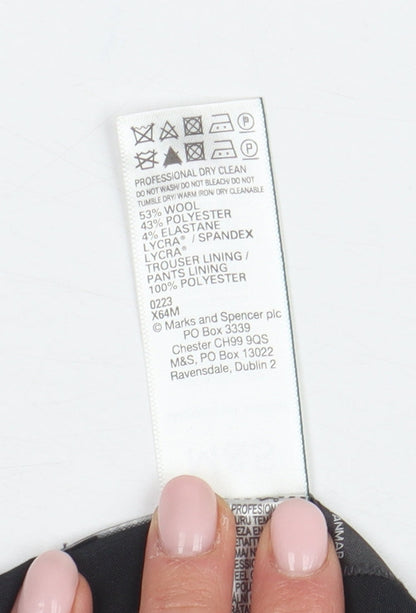 PROFESSIONAL DRY CLEAN
DO NOT WASH/ DO NOT BLEACH/ DO NOT
TUMBLE DRY/ WARM IRON/ DRY CLEANABLE
53% WOOL
43% POLYESTER
4% ELASTANE
LYCRA® / SPANDEX
LYCRA®
TROUSER LINING /
PANTS LINING
100% POLYESTER
0223
X64M
© Marks and Spencer plc
PO Box 3339
Chester CH99 9QS
M&S, PO Box 13022
Ravensdale, Dublin 2